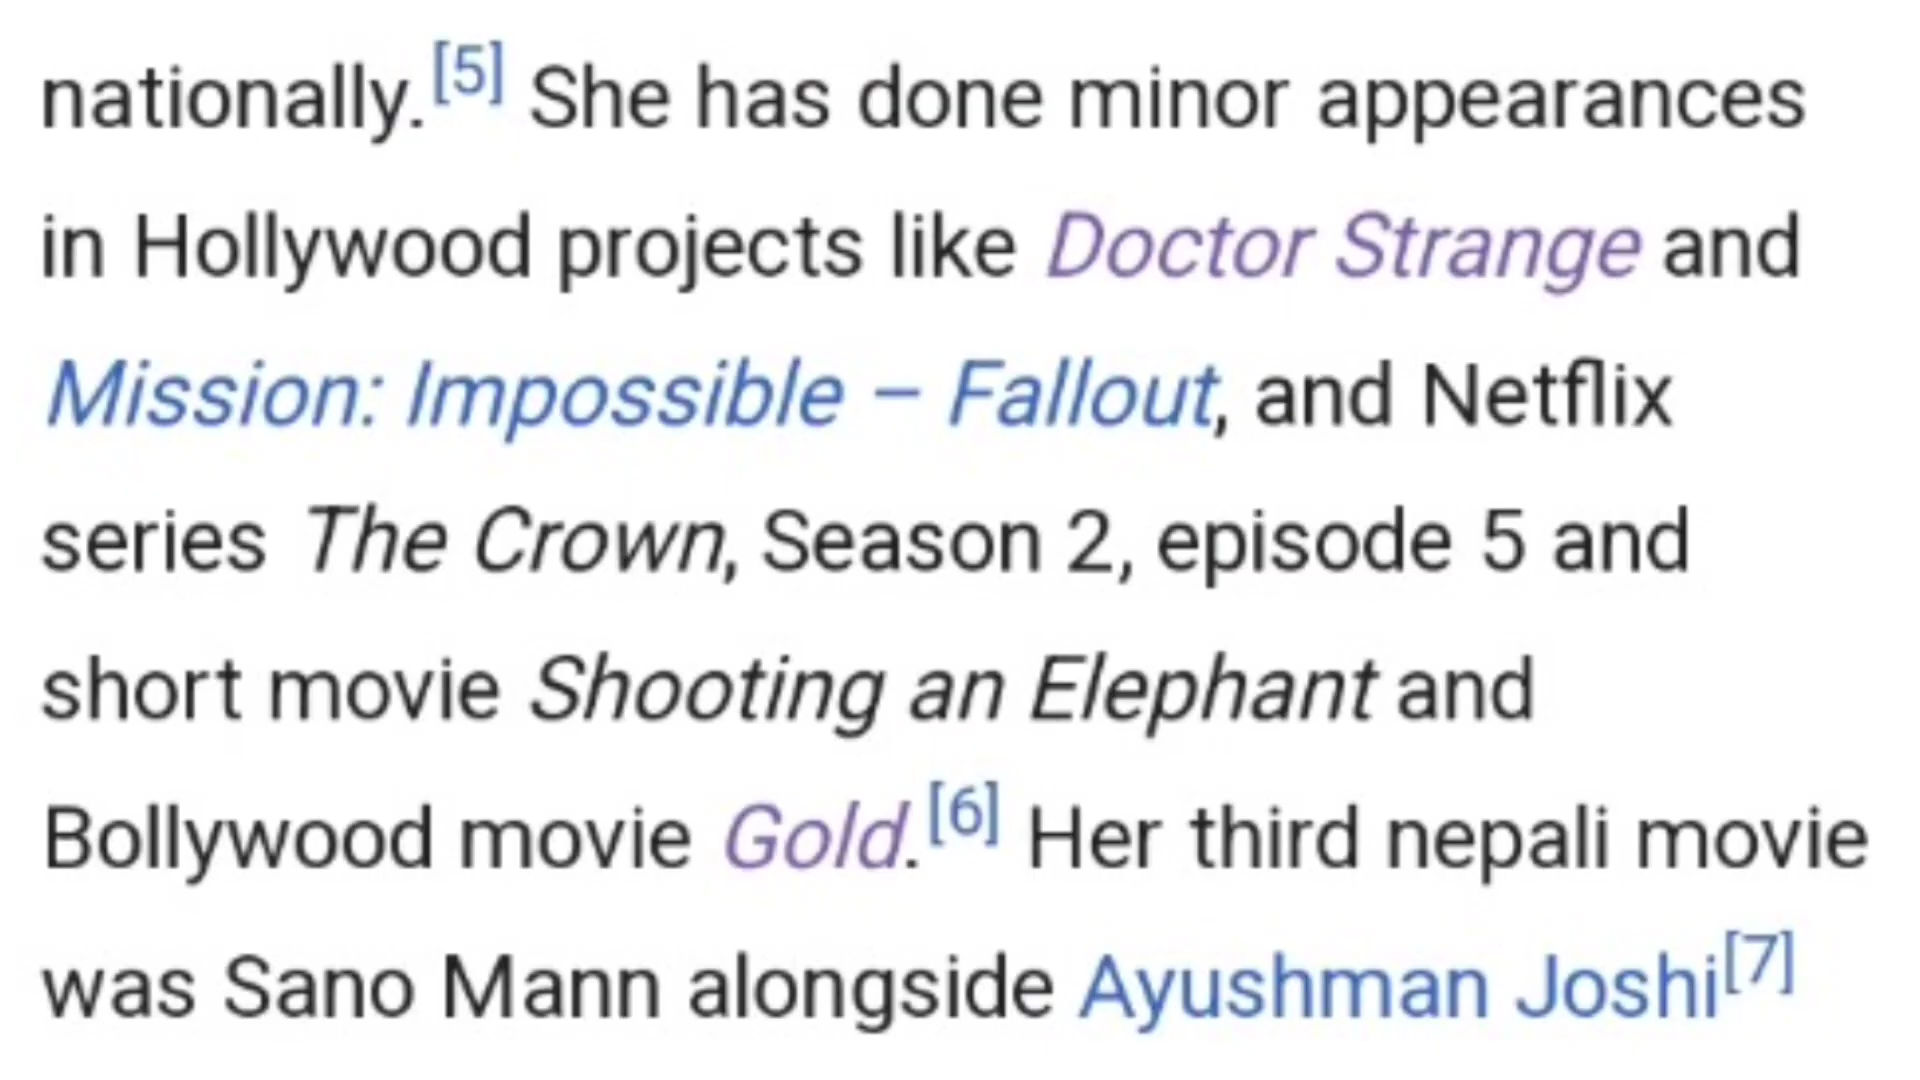 nationally.[5] She has done minor appearances
in Hollywood projects like Doctor Strange and
Mission: Impossible – Fallout, and Netflix
series The Crown, Season 2, episode 5 and
short movie Shooting an Elephant and
Bollywood movie Gold.[6] Her third nepali movie
was Sano Mann alongside Ayushman Joshi[7]